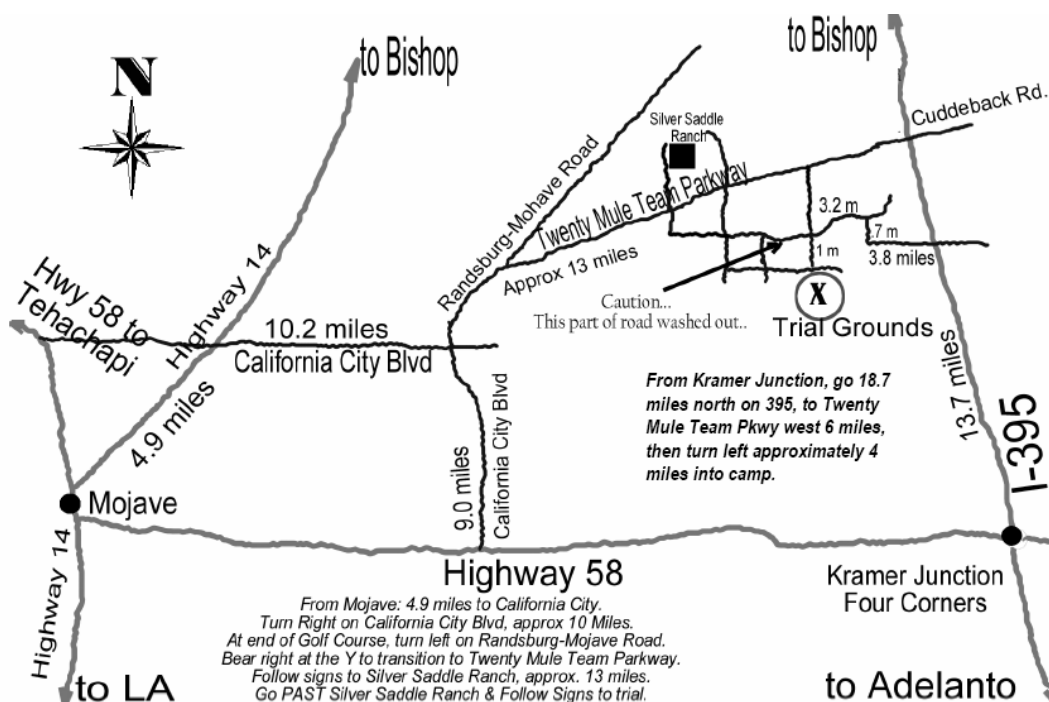 N
to Bishop
to Bishop
Cuddeback Rd.
Silver Saddle
Ranch
Randsburg-Mohave Road
Twenty Mule Team Parkway
Approx 13 miles
3.2 m
.7 m
1 m
3.8 miles
Caution...
This part of road washed out..
X
Trial Grounds
Hwy 58 to
Tehachapi
Highway 14
4.9 miles
10.2 miles
California City Blvd
9.0 miles
California City Blvd
From Kramer Junction, go 18.7
miles north on 395, to Twenty
Mule Team Pkwy west 6 miles,
then turn left approximately 4
miles into camp.
13.7 miles
I-395
Mojave
Highway 14
Highway 58
Kramer Junction
Four Corners
From Mojave: 4.9 miles to California City.
Turn Right on California City Blvd, approx 10 Miles.
At end of Golf Course, turn left on Randsburg-Mojave Road.
Bear right at the Y to transition to Twenty Mule Team Parkway.
Follow signs to Silver Saddle Ranch, approx. 13 miles.
Go PAST Silver Saddle Ranch & Follow Signs to trial.
to LA
to Adelanto